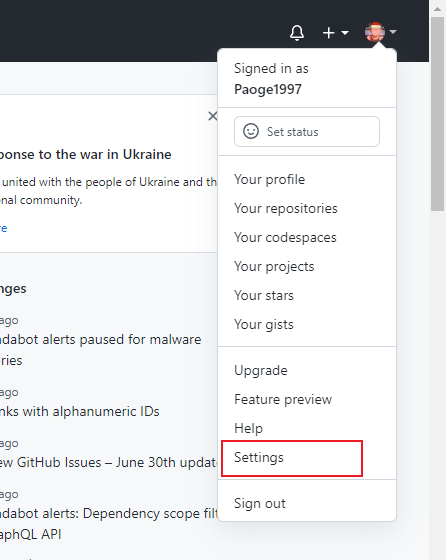 Signed in as
Paoge1997
Set status
Your profile
Your repositories
Your codespaces
Your projects
Your stars
Your gists
Upgrade
Feature preview
Help
Settings
Sign out
ponse to the war in Ukraine
united with the people of Ukraine and th
onal community.
re
nges
ago
ndabot alerts paused for malware
ries
ago
nks with alphanumeric IDs
ago
ew GitHub Issues – June 30th update
ago
ndabot alerts: Dependency scope filt
aphQL API